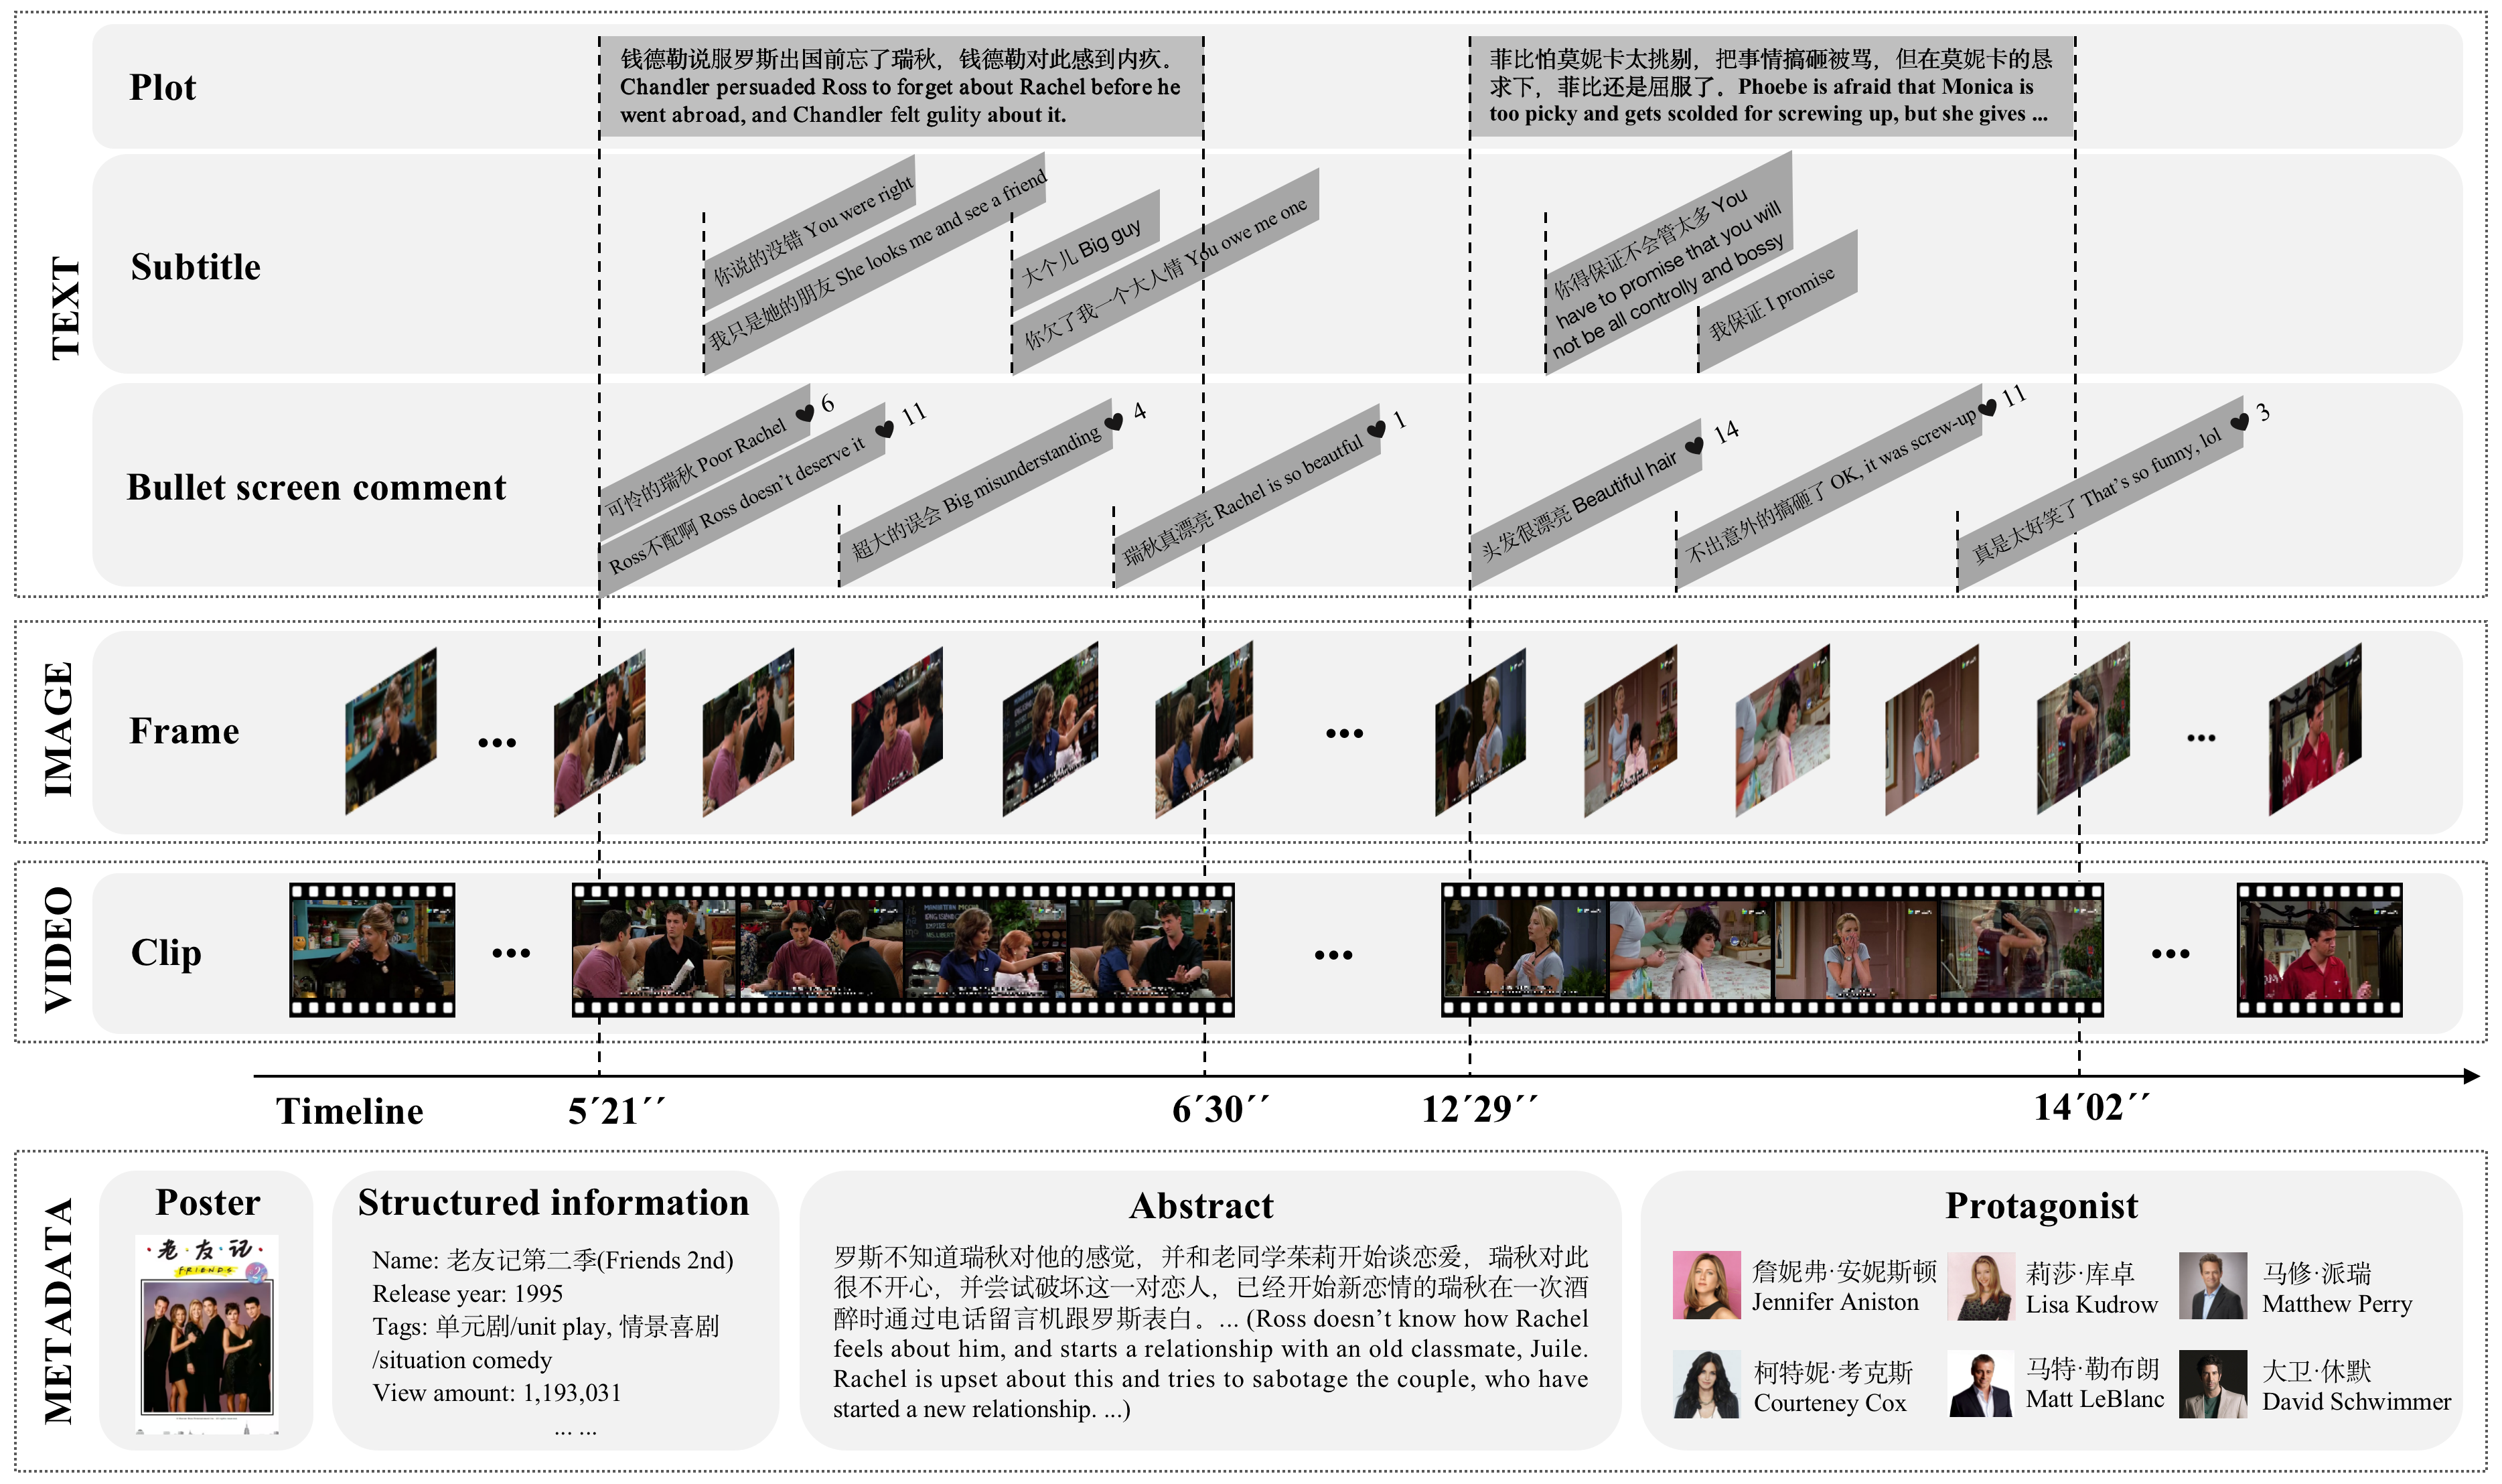 TEXT
Plot
钱德勒说服罗斯出国前忘了瑞秋，钱德勒对此感到内疚。
Chandler persuaded Ross to forget about Rachel before he
went abroad, and Chandler felt gulity about it.
菲比怕莫妮卡太挑剔，把事情搞砸被骂，但在莫妮卡的恳
求下，菲比还是屈服了。Phoebe is afraid that Monica is
too picky and gets scolded for screwing up, but she gives ...
Subtitle
你说的没错 You were right
我只是她的朋友 She looks me and see a friend
大个儿 Big guy
你欠了我一个大人情 You owe me one
你得保证不会管太多 You
have to promise that you will
not be all controlly and bossy
我保证 I promise
Bullet screen comment
可怜的瑞秋 Poor Rachel 6
Ross不配啊 Ross doesn’t deserve it 11
超大的误会 Big misunderstanding 4
瑞秋真漂亮 Rachel is so beautful 1
头发很漂亮 Beautiful hair 14
不出意外的搞砸了 OK, it was screw-up 11
真是太好笑了 That’s so funny, lol 3
IMAGE
Frame
...
...
...
VIDEO
Clip
...
...
...
Timeline
5´21´´
6´30´´
12´29´´
14´02´´
METADATA
Poster
老友记
FRIENDS
2
Structured information
Name: 老友记第二季(Friends 2nd)
Release year: 1995
Tags: 单元剧/unit play, 情景喜剧
/situation comedy
View amount: 1,193,031
... ...
Abstract
罗斯不知道瑞秋对他的感觉，并和老同学茱莉开始谈恋爱，瑞秋对此
很不开心，并尝试破坏这一对恋人，已经开始新恋情的瑞秋在一次酒
醉时通过电话留言机跟罗斯表白。... (Ross doesn’t know how Rachel
feels about him, and starts a relationship with an old classmate, Juile.
Rachel is upset about this and tries to sabotage the couple, who have
started a new relationship. ...)
Protagonist
詹妮弗·安妮斯顿
Jennifer Aniston
莉莎·库卓
Lisa Kudrow
马修·派瑞
Matthew Perry
柯特妮·考克斯
Courteney Cox
马特·勒布朗
Matt LeBlanc
大卫·休默
David Schwimmer